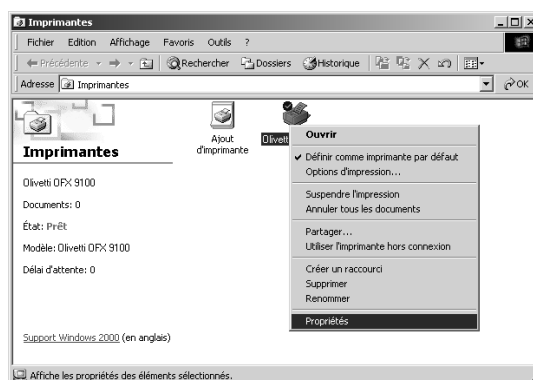 Imprimantes
Fichier Edition Affichage Favoris Outils ?
Précédente Rechercher Dossiers Historique
Adresse Imprimantes OK
Imprimantes
Olivetti OFX 9100
Documents: 0
État: Prêt
Modèle: Olivetti OFX 9100
Délai d'attente: 0
Support Windows 2000 (en anglais)
Ajout
d'imprimante
Olivett
Ouvrir
Définir comme imprimante par défaut
Options d'impression...
Suspendre l'impression
Annuler tous les documents
Partager...
Utiliser l'imprimante hors connexion
Créer un raccourci
Supprimer
Renommer
Propriétés
Affiche les propriétés des éléments sélectionnés.